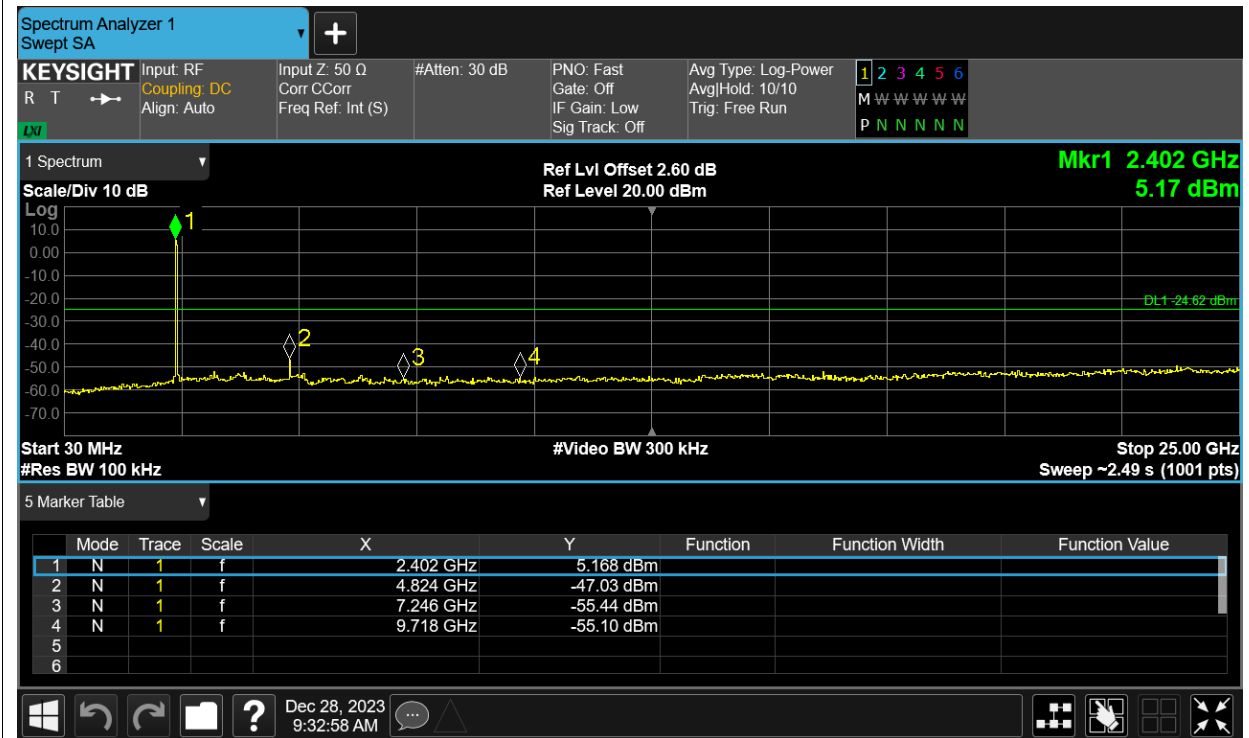 Spectrum Analyzer 1
Swept SA
+
KEYSIGHT
R T
LXI
Input: RF
Coupling: DC
Align: Auto
Input Z: 50 Ω
Corr CCorr
Freq Ref: Int (S)
#Atten: 30 dB
PNO: Fast
Gate: Off
IF Gain: Low
Sig Track: Off
Avg Type: Log-Power
Avg|Hold: 10/10
Trig: Free Run
1 2 3 4 5 6
M W W W W W
P N N N N N
1 Spectrum
Scale/Div 10 dB
Ref Lvl Offset 2.60 dB
Ref Level 20.00 dBm
Mkr1 2.402 GHz
5.17 dBm
Log
10.0
0.00
-10.0
-20.0
-30.0
-40.0
-50.0
-60.0
-70.0
1
2
3
4
DL1 -24.62 dBm
Start 30 MHz
#Video BW 300 kHz
Stop 25.00 GHz
#Res BW 100 kHz
Sweep ~2.49 s (1001 pts)
5 Marker Table
Mode Trace Scale X Y Function Function Width Function Value
1 N 1 f 2.402 GHz 5.168 dBm
2 N 1 f 4.824 GHz -47.03 dBm
3 N 1 f 7.246 GHz -55.44 dBm
4 N 1 f 9.718 GHz -55.10 dBm
5
6
?
Dec 28, 2023
9:32:58 AM